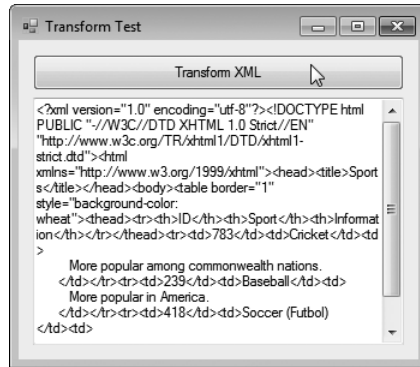 Transform Test
Transform XML
<?xml version="1.0" encoding="utf-8"?><!DOCTYPE html
PUBLIC "-//W3C//DTD XHTML 1.0 Strict//EN"
"http://www.w3c.org/TR/xhtml1/DTD/xhtml1-
strict.dtd"><html
xmlns="http://www.w3.org/1999/xhtml"><head><title>Sport
s</title></head><body><table border="1"
style="background-color:
wheat"><thead><tr><th>ID</th><th>Sport</th><th>Informat
ion</th></tr></thead><tr><td>783</td><td>Cricket</td><td
>
More popular among commonwealth nations.
</td></tr><tr><td>239</td><td>Baseball</td><td>
More popular in America.
</td></tr><tr><td>418</td><td>Soccer (Futbol)
</td><td>